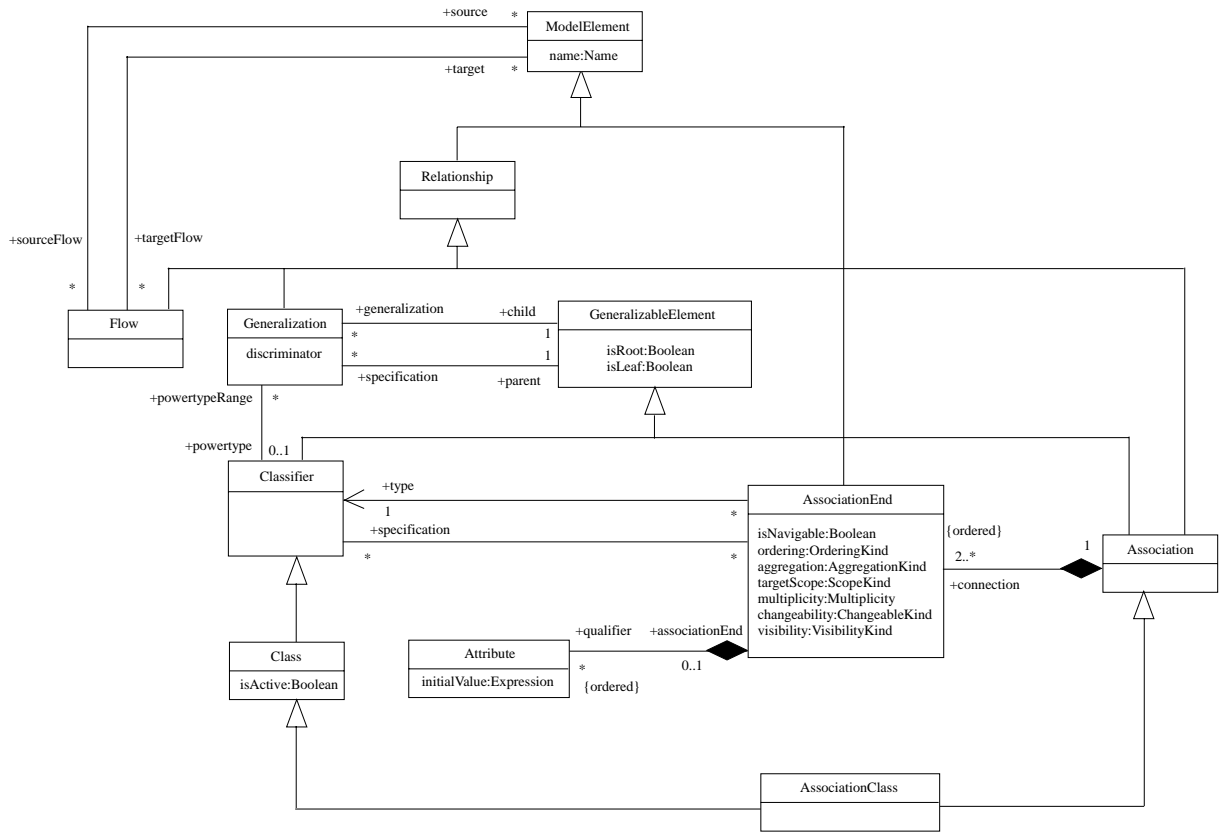 +source
*
ModelElement
name:Name
+target
*
Relationship
+sourceFlow
+targetFlow
*
*
Flow
Generalization
discriminator
+generalization
+child
*
1
*
1
+specification
+parent
GeneralizableElement
isRoot:Boolean
isLeaf:Boolean
+powertypeRange
*
+powertype
0..1
Classifier
+type
1
*
+specification
*
*
AssociationEnd
isNavigable:Boolean
ordering:OrderingKind
aggregation:AggregationKind
targetScope:ScopeKind
multiplicity:Multiplicity
changeability:ChangeableKind
visibility:VisibilityKind
{ordered}
2..*
1
+connection
Association
+qualifier
+associationEnd
*
0..1
{ordered}
Class
isActive:Boolean
Attribute
initialValue:Expression
AssociationClass